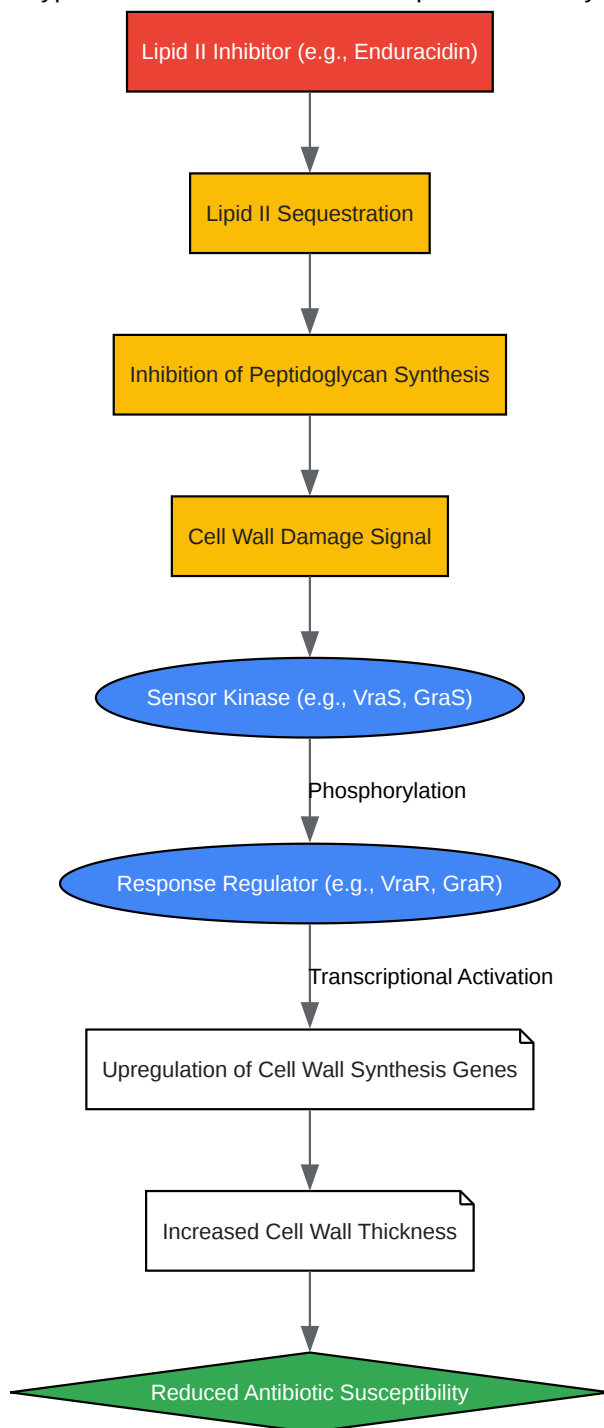 Lipid II Inhibitor (e.g., Enduracidin)
Lipid II Sequestration
Inhibition of Peptidoglycan Synthesis
Cell Wall Damage Signal
Sensor Kinase (e.g., VraS, GraS)
Phosphorylation
Response Regulator (e.g., VraR, GraR)
Transcriptional Activation
Upregulation of Cell Wall Synthesis Genes
Increased Cell Wall Thickness
Reduced Antibiotic Susceptibility